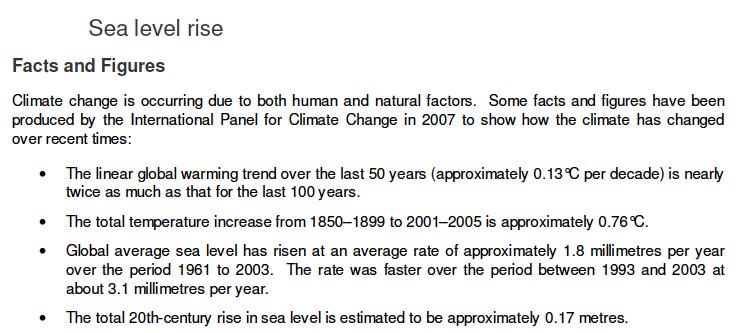 Sea level rise
Facts and Figures
Climate change is occurring due to both human and natural factors. Some facts and figures have been
produced by the International Panel for Climate Change in 2007 to show how the climate has changed
over recent times:
• The linear global warming trend over the last 50 years (approximately 0.13°C per decade) is nearly
twice as much as that for the last 100 years.
• The total temperature increase from 1850–1899 to 2001–2005 is approximately 0.76°C.
• Global average sea level has risen at an average rate of approximately 1.8 millimetres per year
over the period 1961 to 2003. The rate was faster over the period between 1993 and 2003 at
about 3.1 millimetres per year.
• The total 20th-century rise in sea level is estimated to be approximately 0.17 metres.